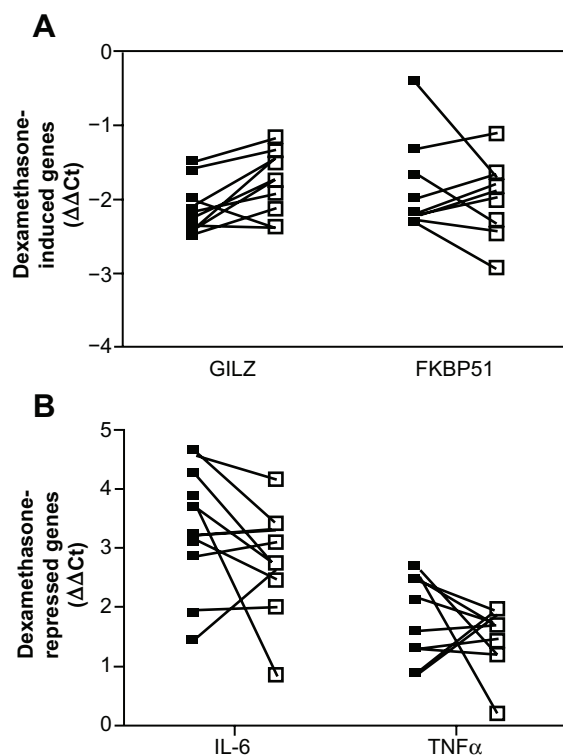 A
Dexamethasone-
induced genes
(ΔΔCt)
0
−1
−2
−3
−4
GILZ
FKBP51
B
Dexamethasone-
repressed genes
(ΔΔCt)
5
4
3
2
1
0
IL-6
TNFα